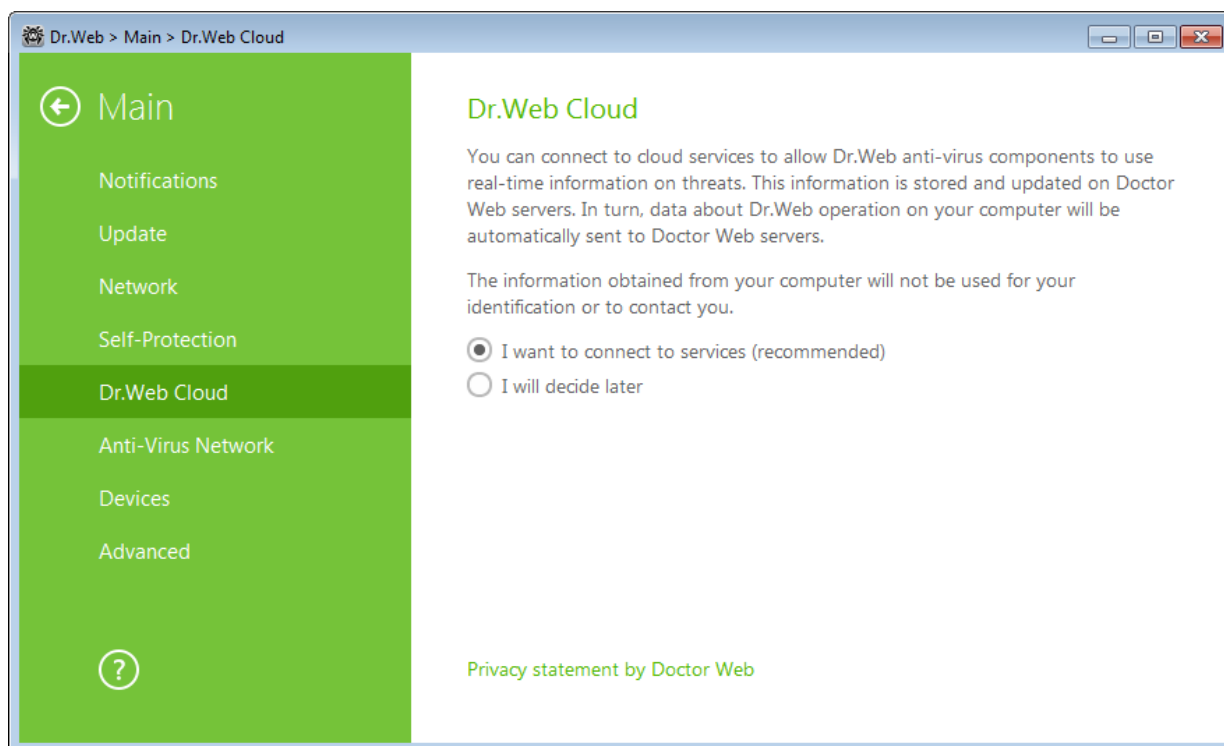 Dr.Web > Main > Dr.Web Cloud
Main
Notifications
Update
Network
Self-Protection
Dr.Web Cloud
Anti-Virus Network
Devices
Advanced
?
Dr.Web Cloud
You can connect to cloud services to allow Dr.Web anti-virus components to use
real-time information on threats. This information is stored and updated on Doctor
Web servers. In turn, data about Dr.Web operation on your computer will be
automatically sent to Doctor Web servers.
The information obtained from your computer will not be used for your
identification or to contact you.
I want to connect to services (recommended)
I will decide later
Privacy statement by Doctor Web